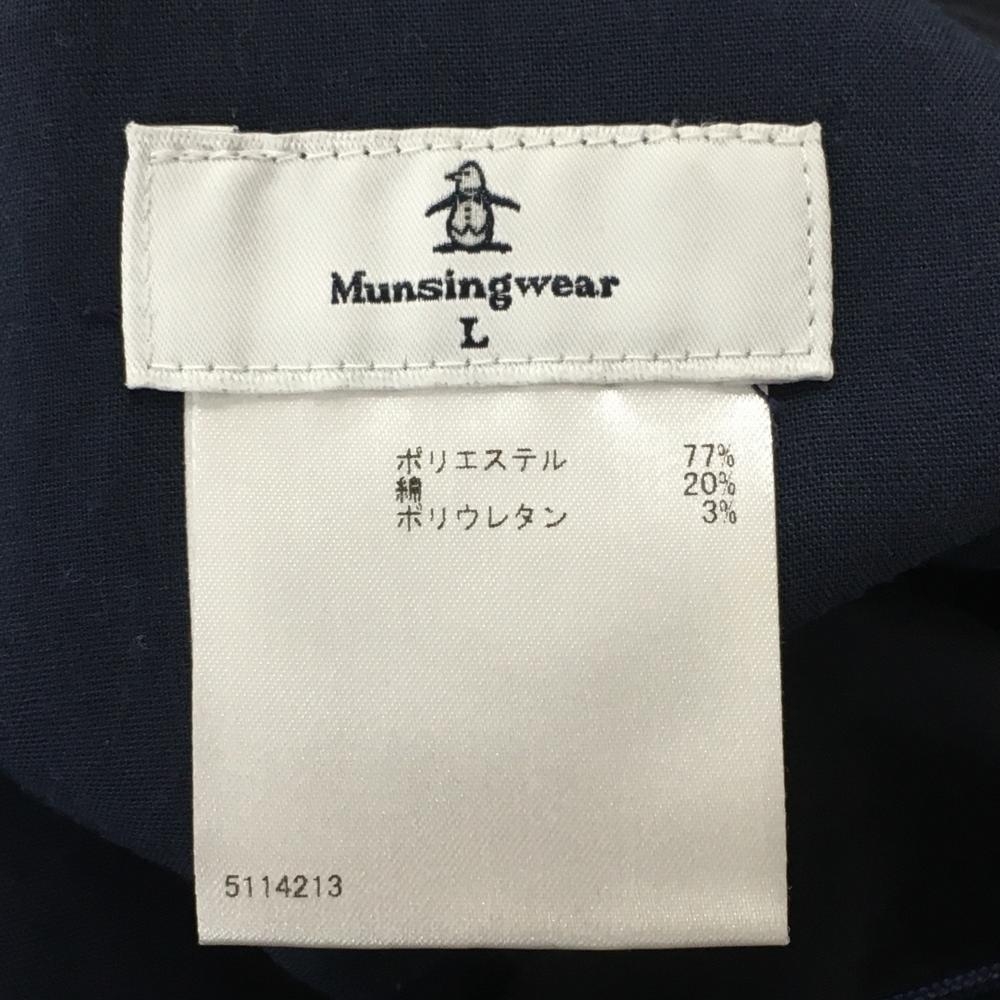 Munsingwear
L
ポリエステル 77%
綿 20%
ポリウレタン 3%
5114213